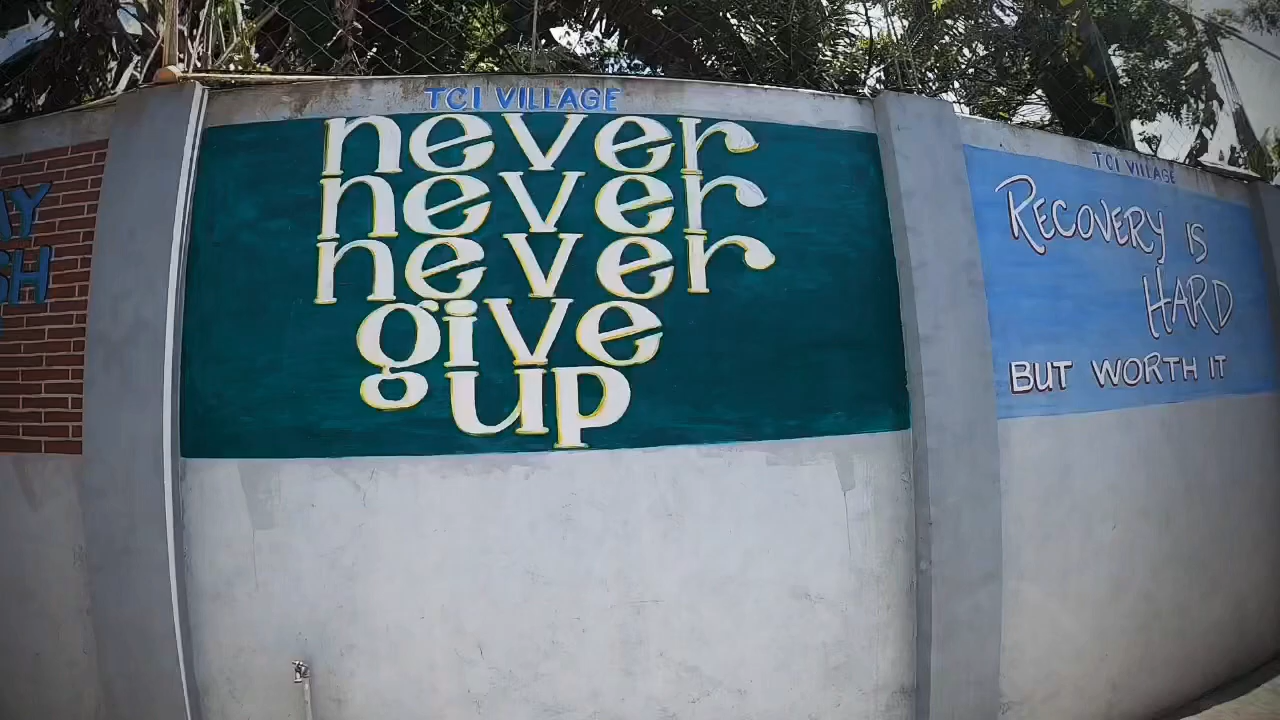 TCI VILLAGE
never
never
never
give
up
TCI VILLAGE
RECOVERY IS
HARD
BUT WORTH IT